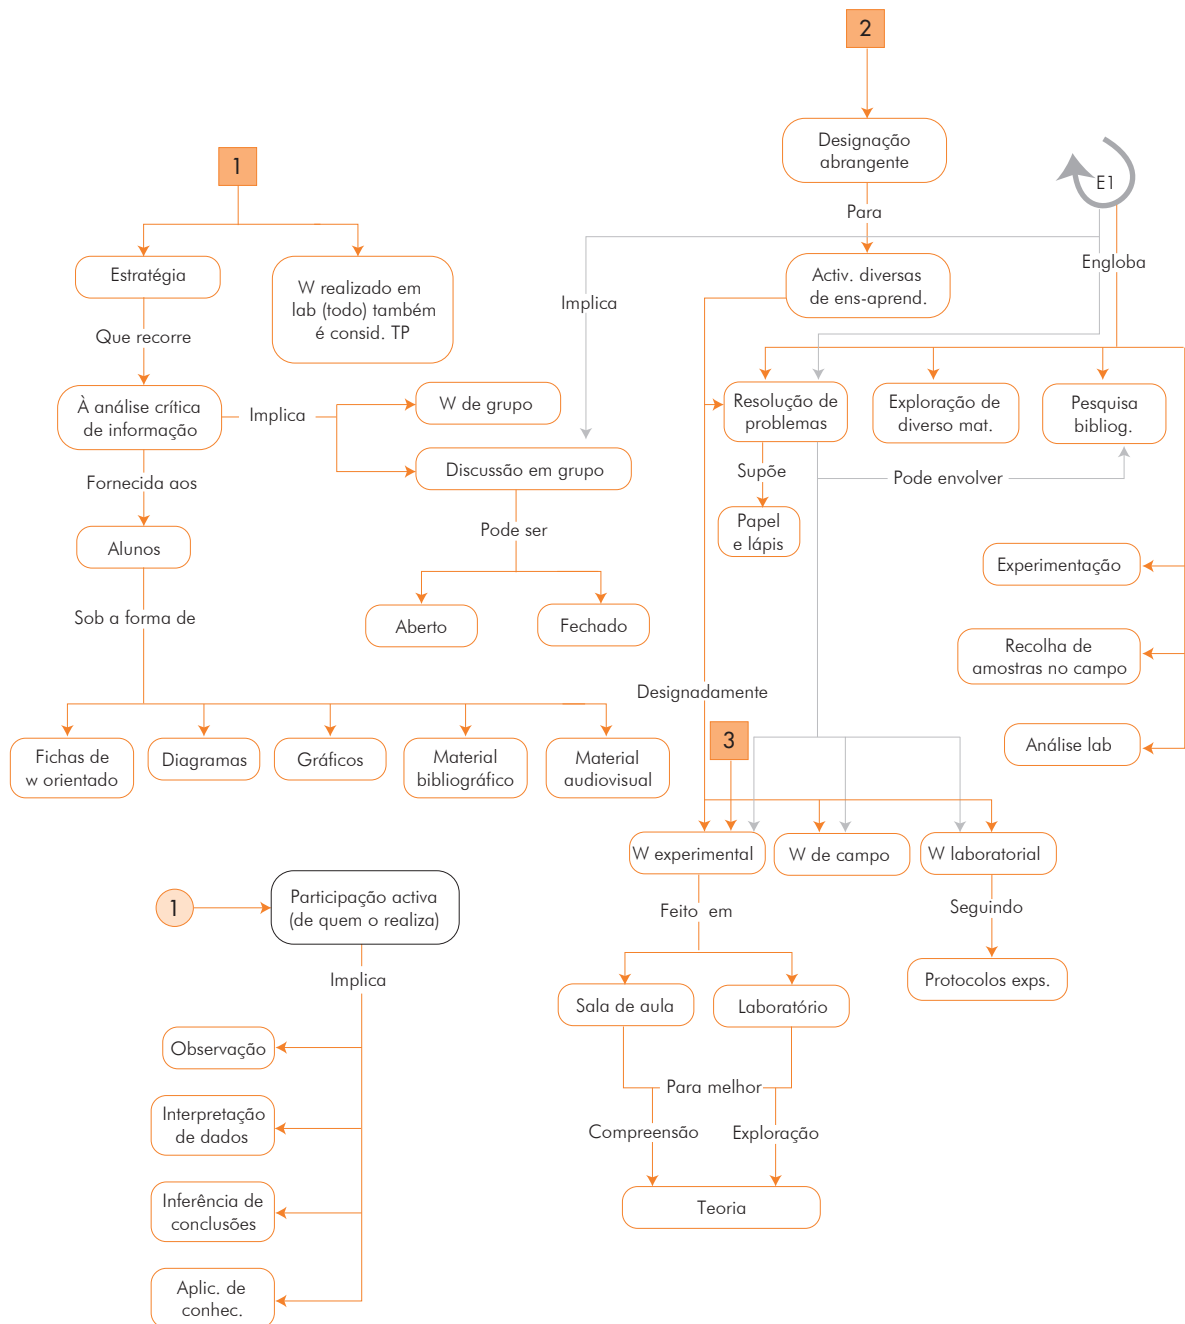 2
Designação
abrangente
1
E1
Para
Estratégia
W realizado em
lab (todo) também
é consid. TP
Activ. diversas
de ens-aprend.
Engloba
Implica
Que recorre
À análise crítica
de informação
Implica
W de grupo
Resolução de
problemas
Exploração de
diverso mat.
Pesquisa
bibliog.
Discussão em grupo
Supõe
Pode envolver
Fornecida aos
Pode ser
Papel
e lápis
Alunos
Experimentação
Sob a forma de
Aberto
Fechado
Recolha de
amostras no campo
Designadamente
3
Análise lab
Fichas de
w orientado
Diagramas
Gráficos
Material
bibliográfico
Material
audiovisual
W experimental
W de campo
W laboratorial
1
Participação activa
(de quem o realiza)
Feito em
Seguindo
Implica
Protocolos exps.
Sala de aula
Laboratório
Observação
Para melhor
Interpretação
de dados
Compreensão
Exploração
Inferência de
conclusões
Teoria
Aplic. de
conhec.